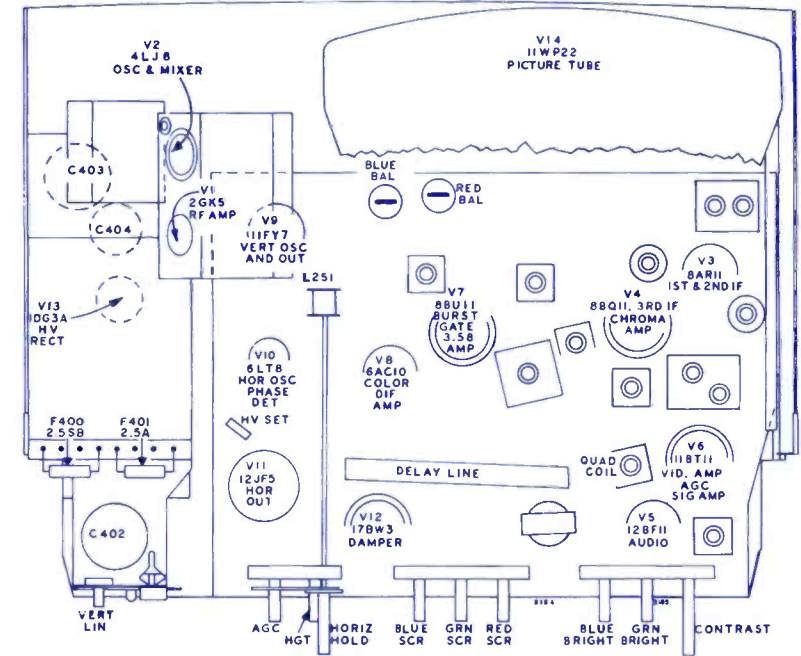 V14
11WP22
PICTURE TUBE
V2
4LJ8
OSC & MIXER
C403
C404
V1
2GK5
RF AMP
BLUE
BAL
RED
BAL
V9
11FY7
VERT OSC
AND OUT
L251
V13
1DG3A
HV
RECT
V3
8AR11
1ST & 2ND IF
V7
8BU11
BURST
GATE
3.58
AMP
V4
8BQ11, 3RD IF
CHROMA
AMP
V10
6LT8
HOR OSC
PHASE
DET
V8
6AC10
COLOR
DIF
AMP
HV SET
F400
2.5SB
F401
2.5A
V11
12JF5
HOR
OUT
DELAY LINE
QUAD
COIL
V6
11BT11
VID. AMP
AGC
SIG AMP
C402
V12
17BW3
DAMPER
V5
12BF11
AUDIO
VERT
LIN
AGC
HGT
HORIZ
HOLD
BLUE
SCR
GRN
SCR
RED
SCR
BLUE
BRIGHT
GRN
BRIGHT
CONTRAST